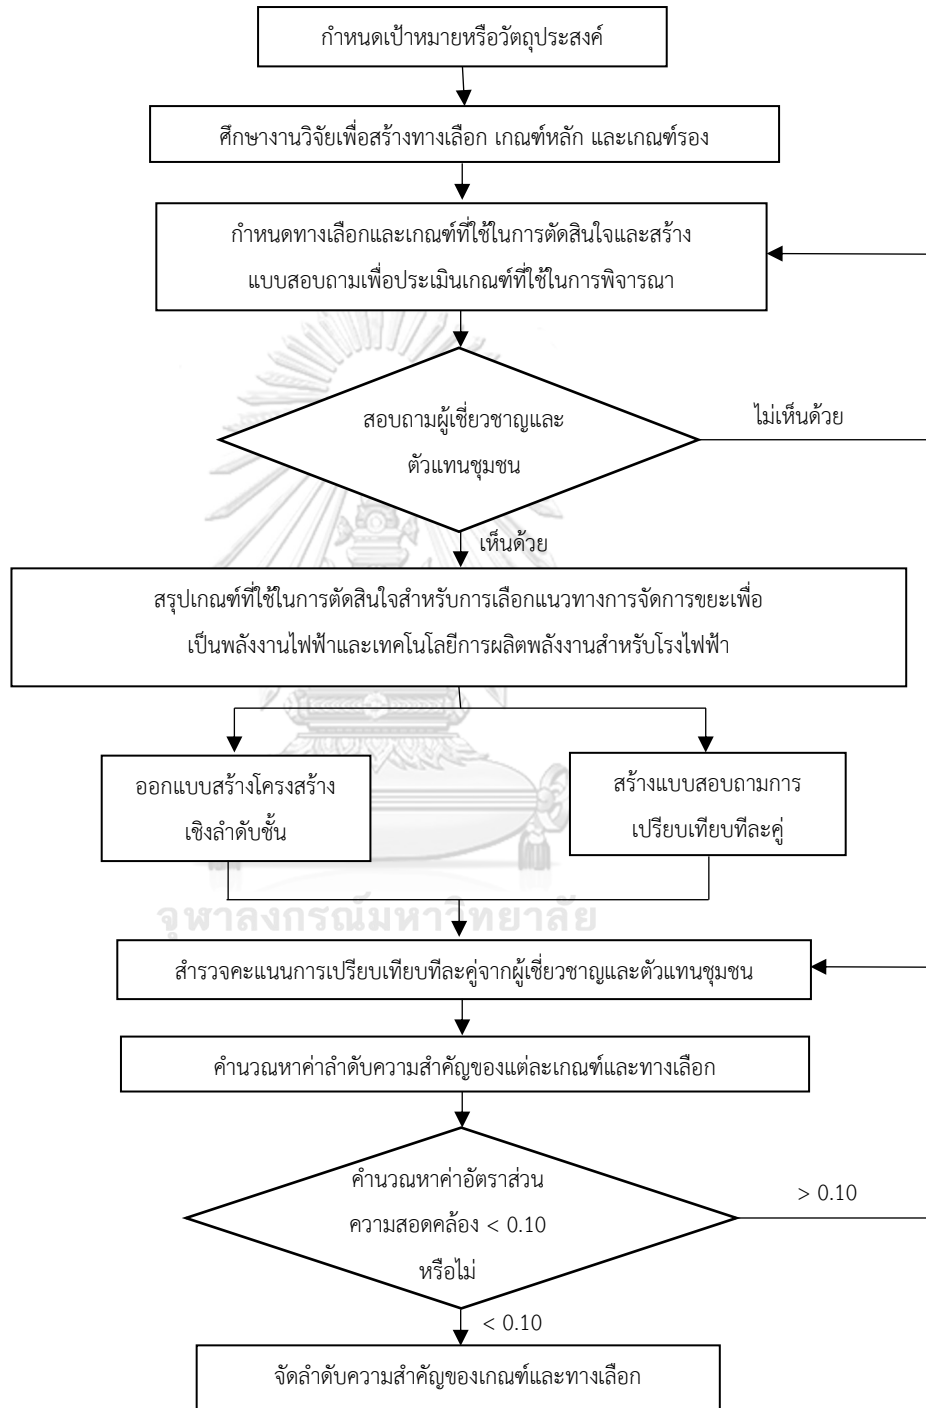 กำหนดเป้าหมายหรือวัตถุประสงค์
ศึกษางานวิจัยเพื่อสร้างทางเลือก เกณฑ์หลัก และเกณฑ์รอง
กำหนดทางเลือกและเกณฑ์ที่ใช้ในการตัดสินใจและสร้าง
แบบสอบถามเพื่อประเมินเกณฑ์ที่ใช้ในการพิจารณา
สอบถามผู้เชี่ยวชาญและ
ตัวแทนชุมชน
ไม่เห็นด้วย
เห็นด้วย
สรุปเกณฑ์ที่ใช้ในการตัดสินใจสำหรับการเลือกแนวทางการจัดการขยะเพื่อ
เป็นพลังงานไฟฟ้าและเทคโนโลยีการผลิตพลังงานสำหรับโรงไฟฟ้า
ออกแบบสร้างโครงสร้าง
เชิงลำดับชั้น
สร้างแบบสอบถามการ
เปรียบเทียบทีละคู่
จุฬาลงกรณ์มหาวิทยาลัย
สำรวจคะแนนการเปรียบเทียบทีละคู่จากผู้เชี่ยวชาญและตัวแทนชุมชน
คำนวณหาค่าลำดับความสำคัญของแต่ละเกณฑ์และทางเลือก
คำนวณหาค่าอัตราส่วน
ความสอดคล้อง < 0.10
หรือไม่
> 0.10
< 0.10
จัดลำดับความสำคัญของเกณฑ์และทางเลือก